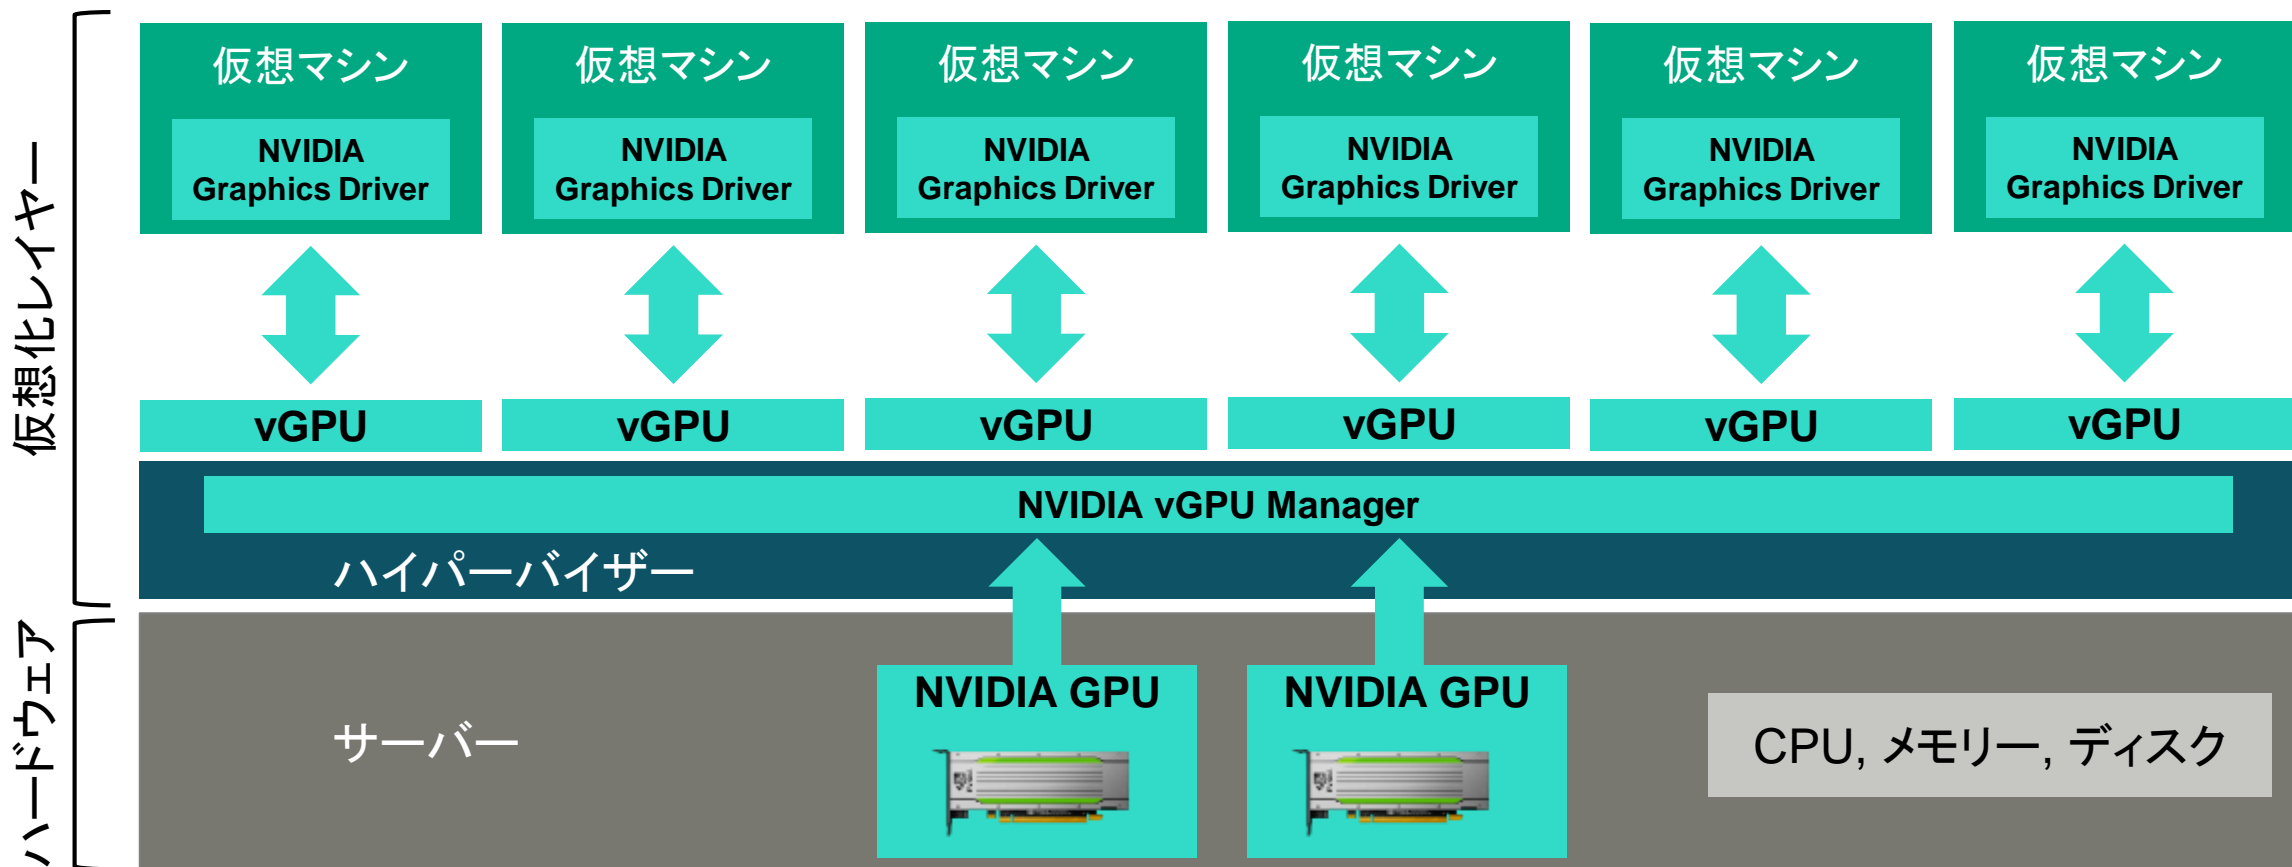 仮想化レイヤー
仮想マシン
NVIDIA
Graphics Driver
仮想マシン
NVIDIA
Graphics Driver
仮想マシン
NVIDIA
Graphics Driver
仮想マシン
NVIDIA
Graphics Driver
仮想マシン
NVIDIA
Graphics Driver
仮想マシン
NVIDIA
Graphics Driver
vGPU
vGPU
vGPU
vGPU
vGPU
vGPU
NVIDIA vGPU Manager
ハイパーバイザー
ハードウェア
サーバー
NVIDIA GPU
NVIDIA GPU
CPU, メモリー, ディスク